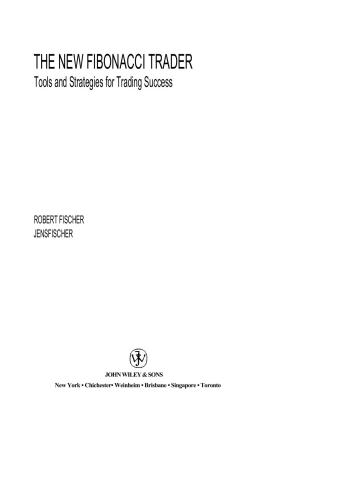 THE NEW FIBONACCI TRADER
Tools and Strategies for Trading Success
ROBERT FISCHER
JENSFISCHER
JOHN WILEY & SONS
New York • Chichester• Weinheim • Brisbane • Singapore • Toronto